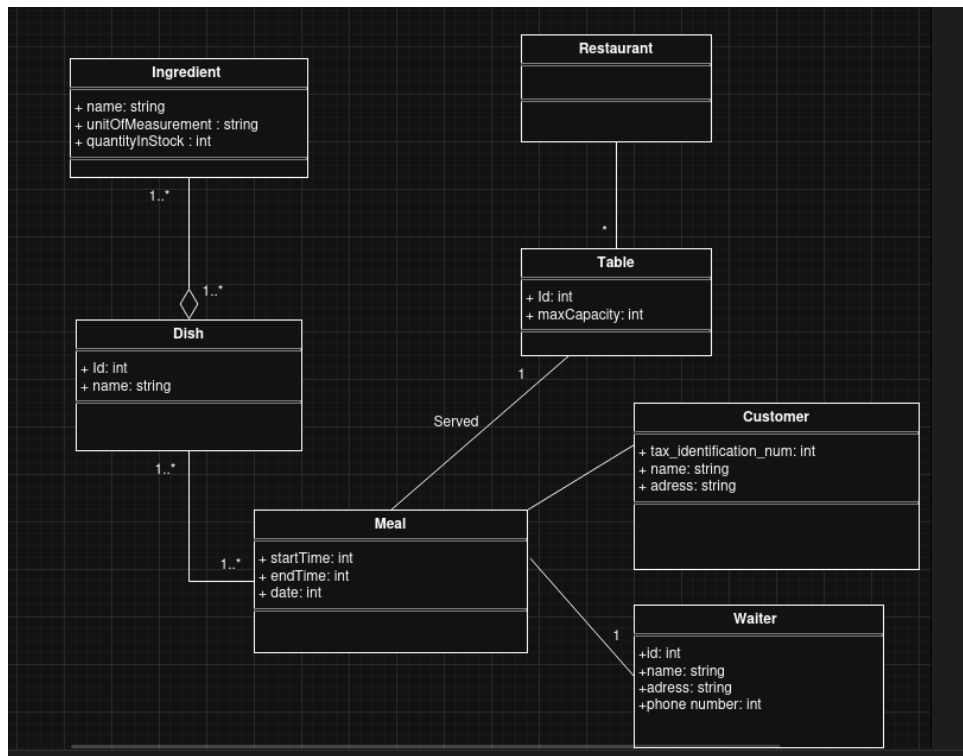 Restaurant
Ingredient
+ name: string
+ unitOfMeasurement : string
+ quantityInStock : int
1..*
*
1..*
Table
+ Id: int
+ maxCapacity: int
Dish
+ Id: int
+ name: string
1
Served
Customer
+ tax_identification_num: int
+ name: string
+ adress: string
1..*
Meal
1..*
+ startTime: int
+ endTime: int
+ date: int
Waiter
1
+id: int
+name: string
+adress: string
+phone number: int